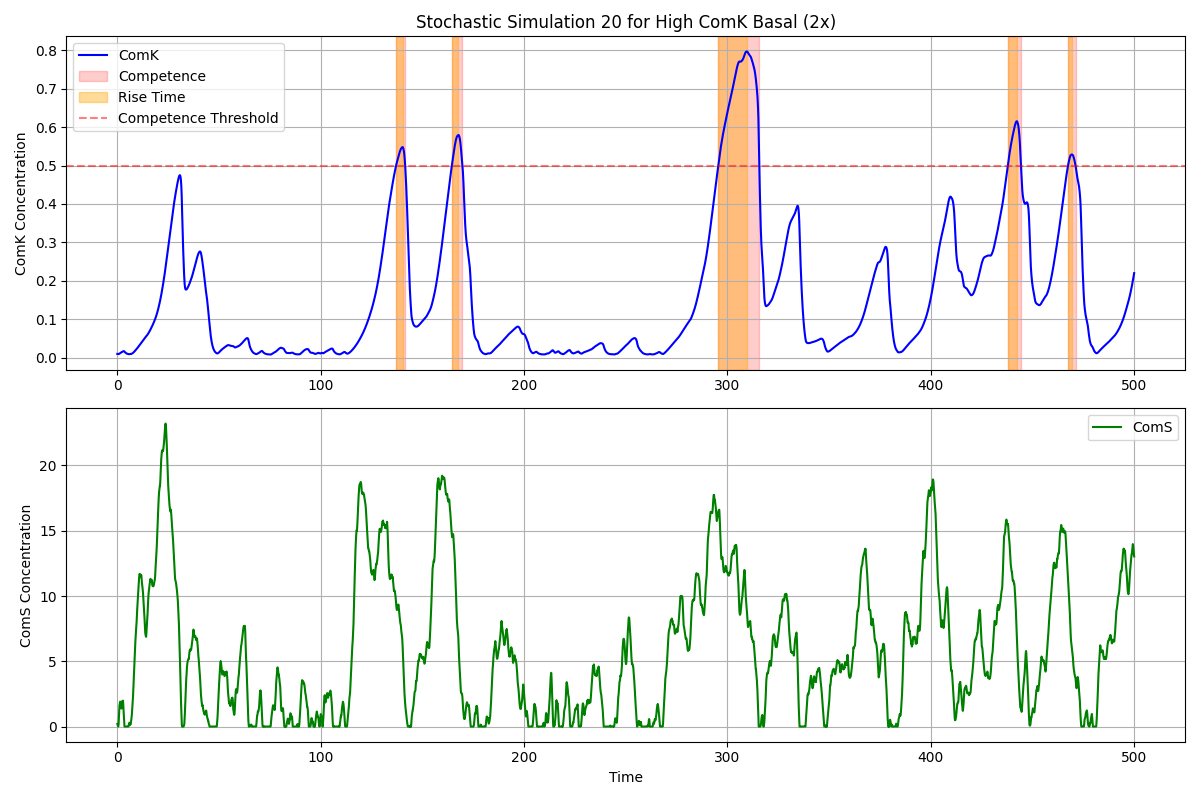 Stochastic Simulation 20 for High ComK Basal (2x)
ComK Concentration
0.8
0.7
0.6
0.5
0.4
0.3
0.2
0.1
0.0
ComK
Competence
Rise Time
Competence Threshold
0 100 200 300 400 500
ComS Concentration
20
15
10
5
0
ComS
0 100 200 300 400 500
Time